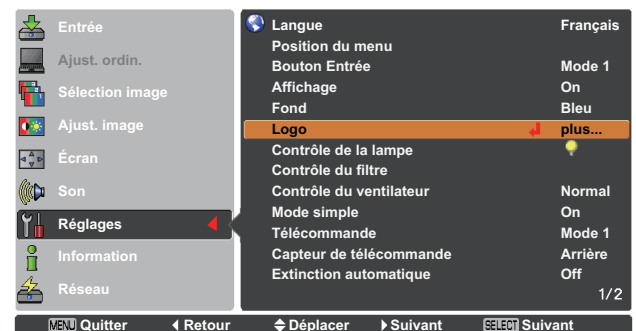 Entrée
Ajust. ordin.
Sélection image
Ajust. image
Écran
Son
Réglages
Information
Réseau
Langue Français
Position du menu
Bouton Entrée Mode 1
Affichage On
Fond Bleu
Logo plus...
Contrôle de la lampe
Contrôle du filtre
Contrôle du ventilateur Normal
Mode simple On
Télécommande Mode 1
Capteur de télécommande Arrière
Extinction automatique Off
1/2
MENU Quitter Retour Déplacer Suivant SELECT Suivant